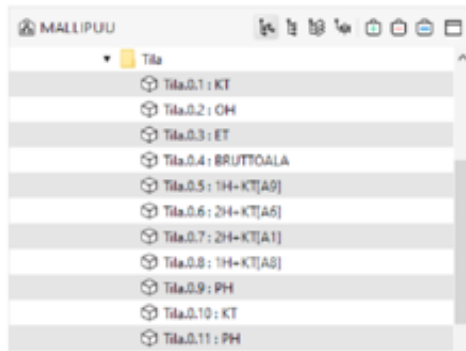 MALLIPUU
Tila
Tila.0.1 : KT
Tila.0.2 : OH
Tila.0.3 : ET
Tila.0.4 : BRUTTOALA
Tila.0.5 : 1H+KT[A9]
Tila.0.6 : 2H+KT[A6]
Tila.0.7 : 2H+KT[A1]
Tila.0.8 : 1H+KT[A8]
Tila.0.9 : PH
Tila.0.10 : KT
Tila.0.11 : PH